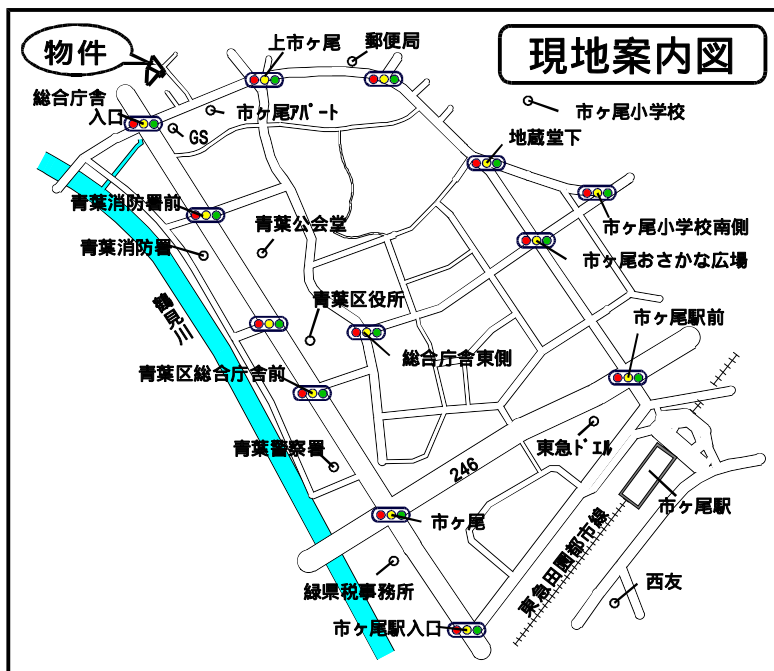 物件
現地案内図
上市ヶ尾
郵便局
総合庁舎
入口
GS
市ヶ尾ｱﾊﾟｰﾄ
市ヶ尾小学校
地蔵堂下
青葉消防署前
青葉公会堂
市ヶ尾小学校南側
青葉消防署
市ヶ尾おさかな広場
鶴見川
青葉区役所
市ヶ尾駅前
総合庁舎東側
青葉区総合庁舎前
青葉警察署
246
東急ﾄﾞｴﾙ
市ヶ尾駅
市ヶ尾
東急田園都市線
緑県税事務所
西友
市ヶ尾駅入口